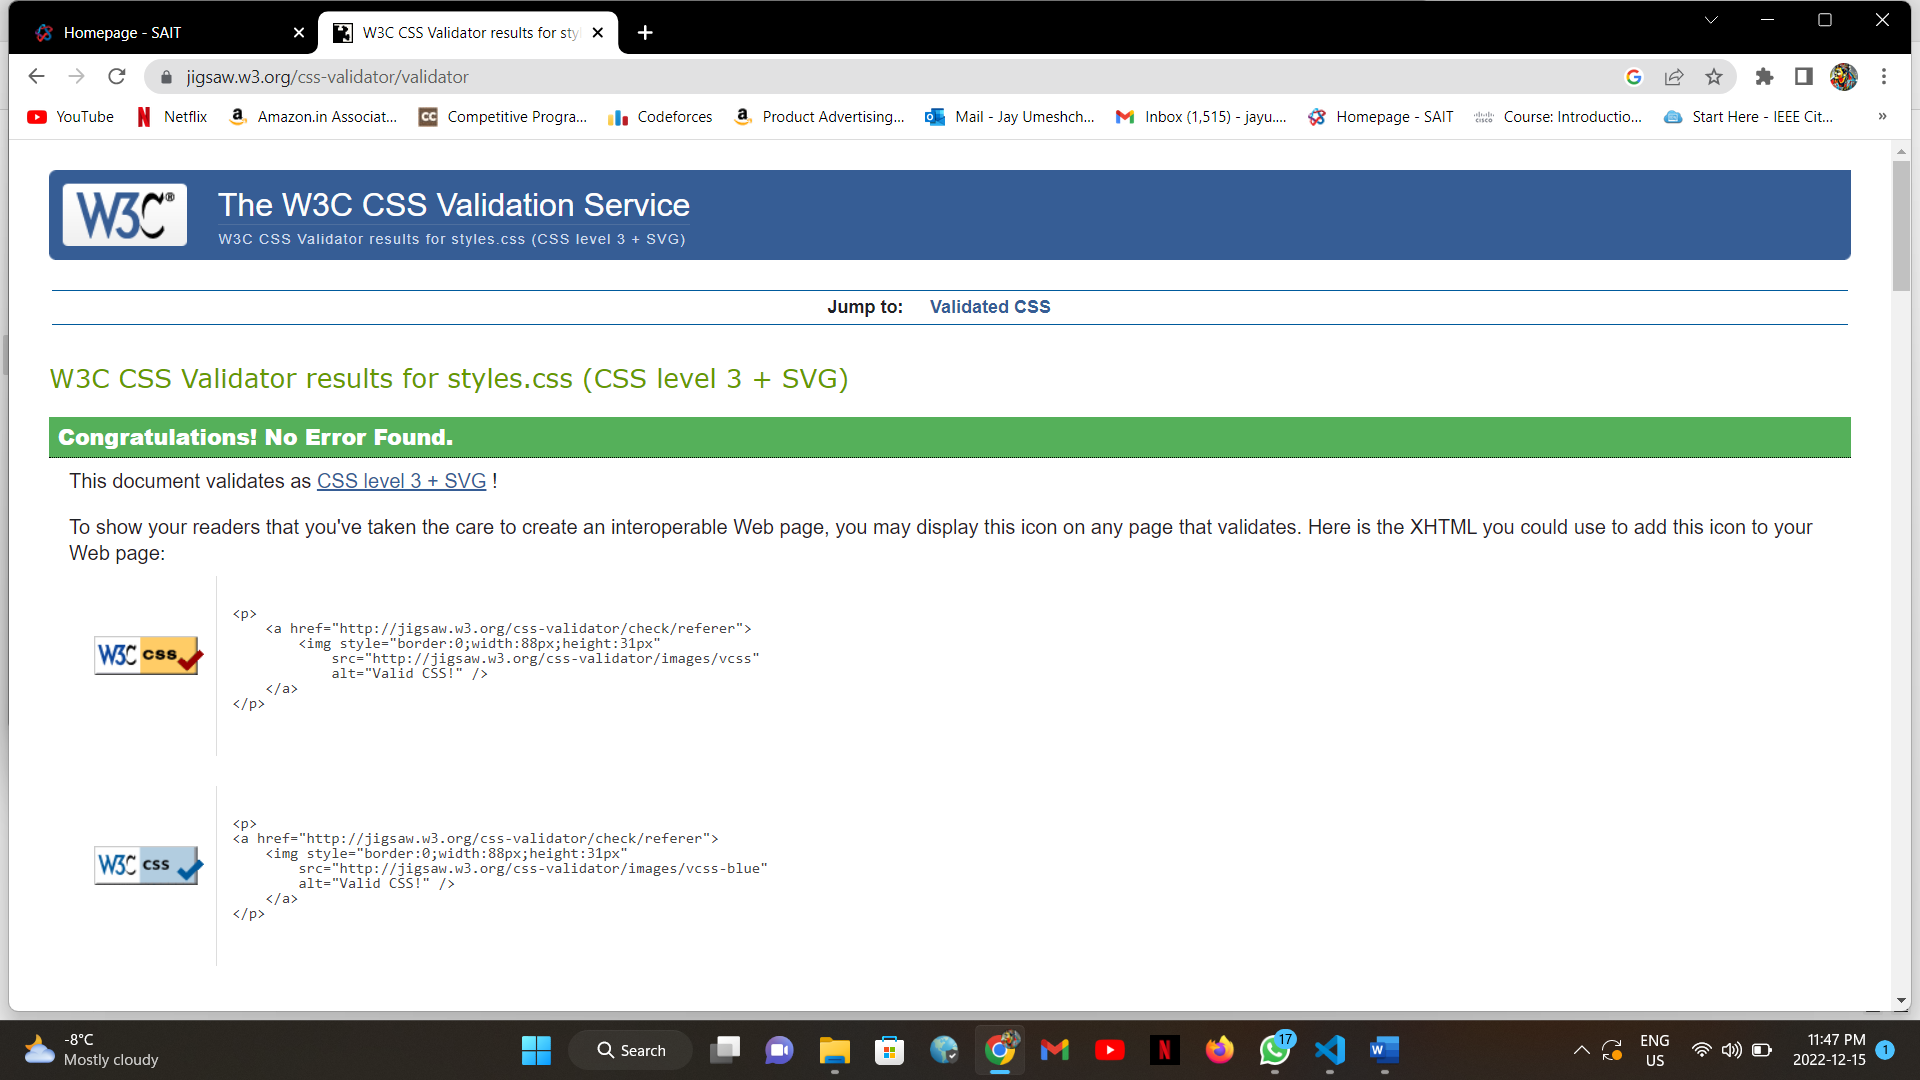 Homepage - SAIT
W3C CSS Validator results for sty
jigsaw.w3.org/css-validator/validator
YouTube
Netflix
Amazon.in Associat...
CC
Competitive Progra...
Codeforces
Product Advertising...
Mail - Jay Umeshch...
Inbox (1,515) - jayu....
Homepage - SAIT
Course: Introductio...
Start Here - IEEE Cit...
»
W3C®
The W3C CSS Validation Service
W3C CSS Validator results for styles.css (CSS level 3 + SVG)
Jump to: Validated CSS
W3C CSS Validator results for styles.css (CSS level 3 + SVG)
Congratulations! No Error Found.
This document validates as CSS level 3 + SVG !
To show your readers that you've taken the care to create an interoperable Web page, you may display this icon on any page that validates. Here is the XHTML you could use to add this icon to your
Web page:
W3C css
<p>
<a href="http://jigsaw.w3.org/css-validator/check/referer">
<img style="border:0;width:88px;height:31px"
src="http://jigsaw.w3.org/css-validator/images/vcss"
alt="Valid CSS!" />
</a>
</p>
W3C css
<p>
<a href="http://jigsaw.w3.org/css-validator/check/referer">
<img style="border:0;width:88px;height:31px"
src="http://jigsaw.w3.org/css-validator/images/vcss-blue"
alt="Valid CSS!" />
</a>
</p>
-8°C
Mostly cloudy
Search
17
ENG
US
11:47 PM
2022-12-15
1